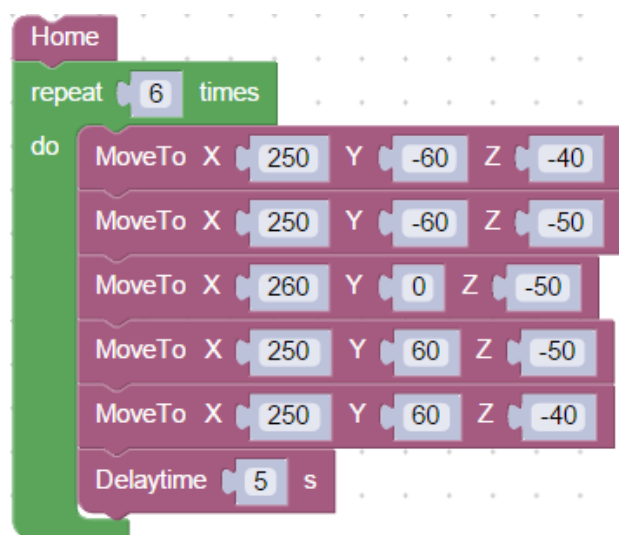 Home
repeat 6 times
do MoveTo X 250 Y -60 Z -40
MoveTo X 250 Y -60 Z -50
MoveTo X 260 Y 0 Z -50
MoveTo X 250 Y 60 Z -50
MoveTo X 250 Y 60 Z -40
Delaytime 5 s